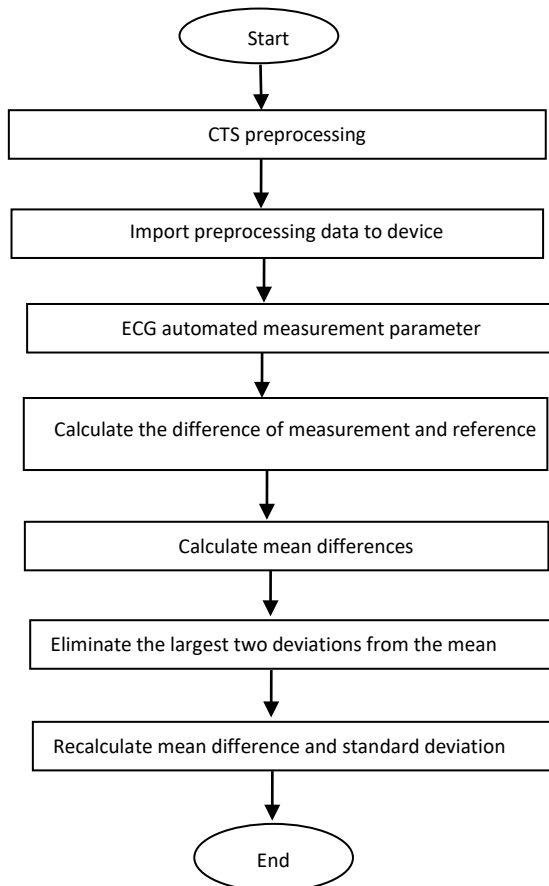 Start
CTS preprocessing
Import preprocessing data to device
ECG automated measurement parameter
Calculate the difference of measurement and reference
Calculate mean differences
Eliminate the largest two deviations from the mean
Recalculate mean difference and standard deviation
End